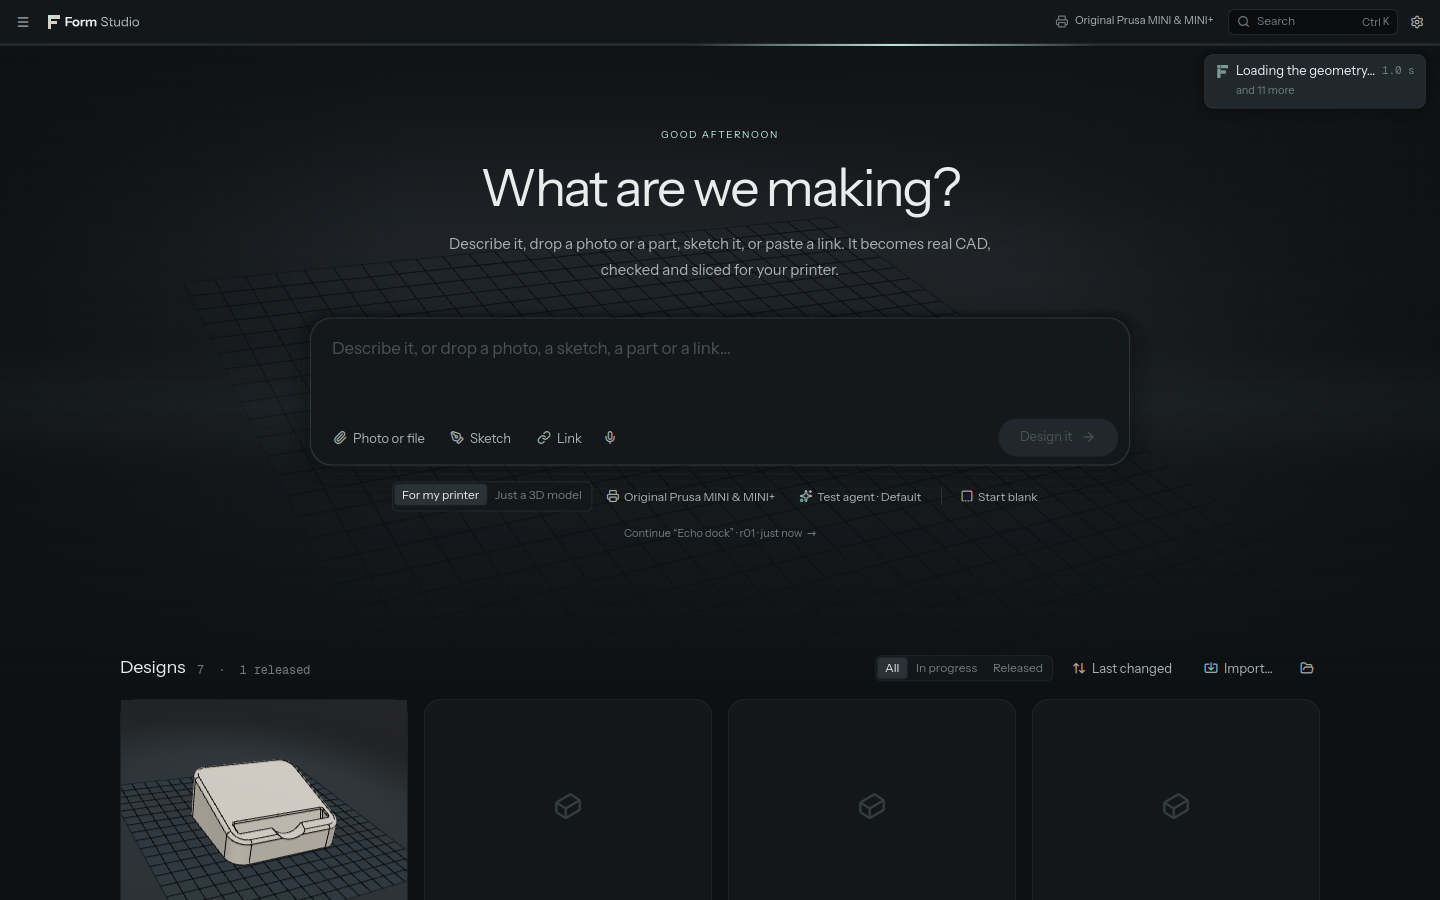 Form Studio
Original Prusa MINI & MINI+
Search
Ctrl K
Loading the geometry... 1.0 s
and 11 more
GOOD AFTERNOON
What are we making?
Describe it, drop a photo or a part, sketch it, or paste a link. It becomes real CAD,
checked and sliced for your printer.
Describe it, or drop a photo, a sketch, a part or a link...
Photo or file
Sketch
Link
Design it →
For my printer
Just a 3D model
Original Prusa MINI & MINI+
Test agent · Default
Start blank
Continue “Echo dock” · r01 · just now →
Designs 7 · 1 released
All
In progress
Released
Last changed
Import...